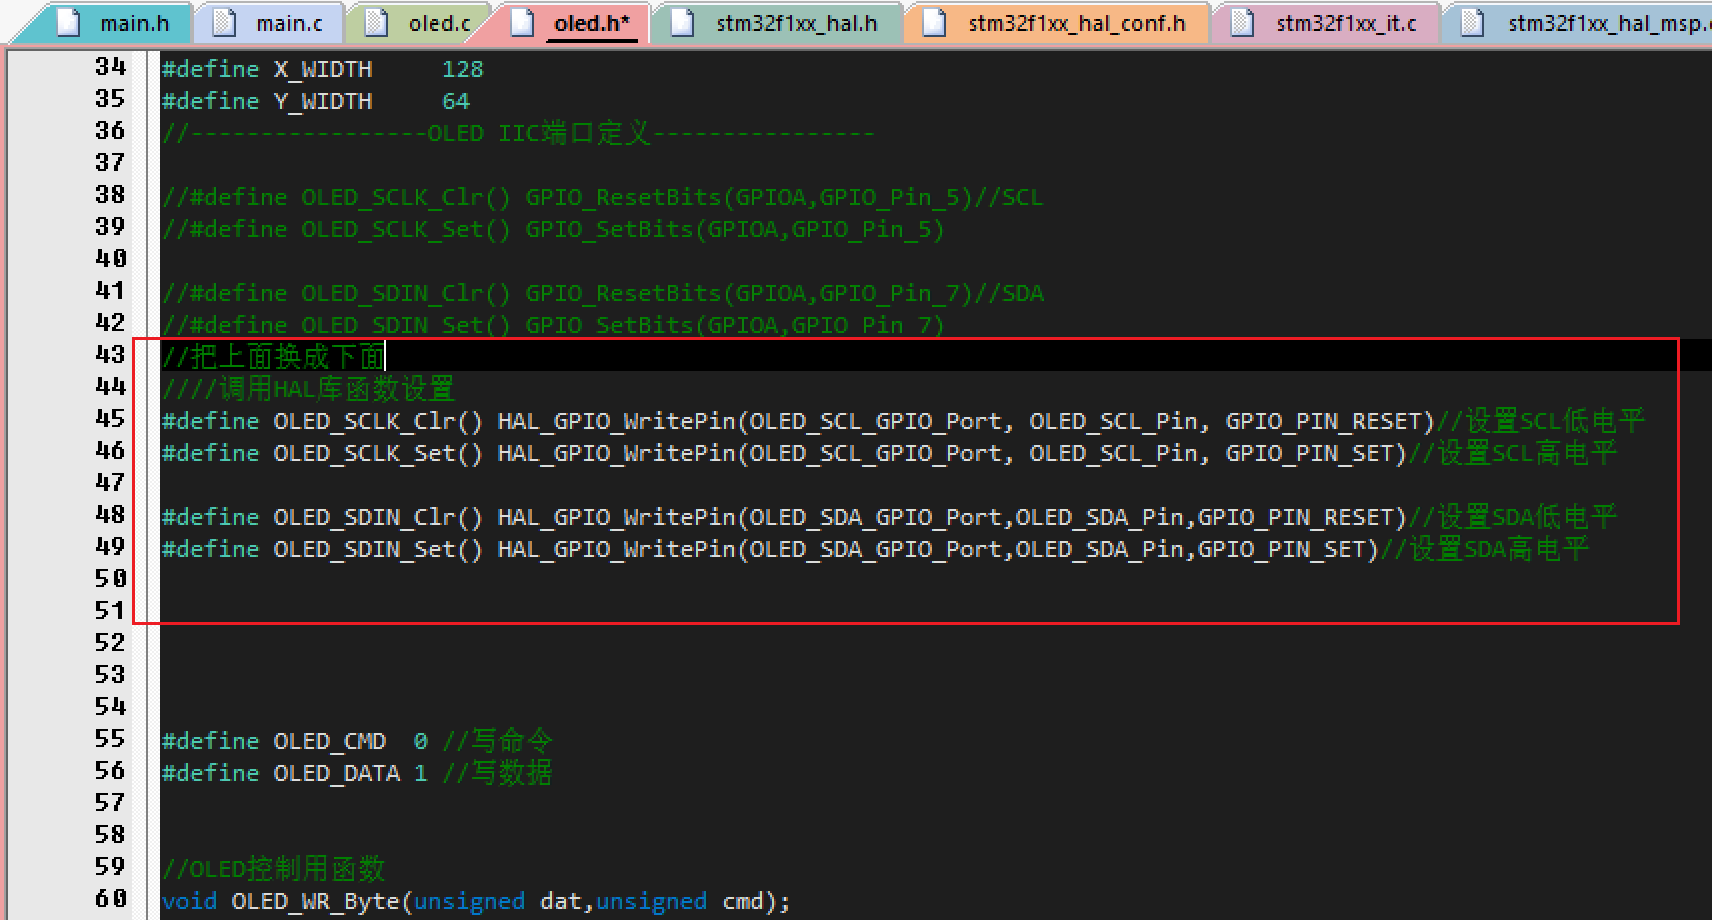 main.h main.c oled.c oled.h* stm32f1xx_hal.h stm32f1xx_hal_conf.h stm32f1xx_it.c stm32f1xx_hal_msp.c
34 #define X_WIDTH 128
35 #define Y_WIDTH 64
36 //-----------------OLED IIC端口定义----------------
37
38 //#define OLED_SCLK_Clr() GPIO_ResetBits(GPIOA,GPIO_Pin_5)//SCL
39 //#define OLED_SCLK_Set() GPIO_SetBits(GPIOA,GPIO_Pin_5)
40
41 //#define OLED_SDIN_Clr() GPIO_ResetBits(GPIOA,GPIO_Pin_7)//SDA
42 //#define OLED_SDIN_Set() GPIO_SetBits(GPIOA,GPIO_Pin_7)
43 //把上面换成下面
44 ////调用HAL库函数设置
45 #define OLED_SCLK_Clr() HAL_GPIO_WritePin(OLED_SCL_GPIO_Port, OLED_SCL_Pin, GPIO_PIN_RESET)//设置SCL低电平
46 #define OLED_SCLK_Set() HAL_GPIO_WritePin(OLED_SCL_GPIO_Port, OLED_SCL_Pin, GPIO_PIN_SET)//设置SCL高电平
47
48 #define OLED_SDIN_Clr() HAL_GPIO_WritePin(OLED_SDA_GPIO_Port,OLED_SDA_Pin,GPIO_PIN_RESET)//设置SDA低电平
49 #define OLED_SDIN_Set() HAL_GPIO_WritePin(OLED_SDA_GPIO_Port,OLED_SDA_Pin,GPIO_PIN_SET)//设置SDA高电平
50
51
52
53
54
55 #define OLED_CMD 0 //写命令
56 #define OLED_DATA 1 //写数据
57
58
59 //OLED控制用函数
60 void OLED_WR_Byte(unsigned dat,unsigned cmd);